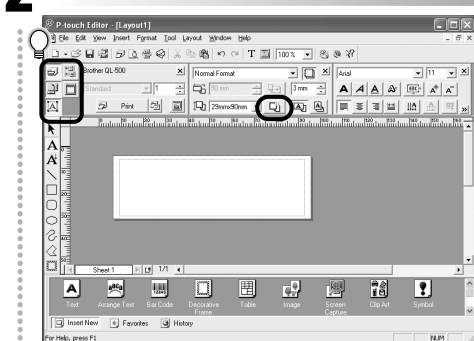 2
P-touch Editor - [Layout1]
File Edit View Insert Format Tool Layout Window Help
100 %
Brother QL-500 Normal Format Arial 11
Standard 1 90 mm 3 mm
Print 29mmx90mm
Sheet 1 1/1
A Text Arrange Text Bar Code Decorative Frame Table Image Screen Capture Clip Art Symbol
Insert New Favorites History
For Help, press F1 NUM